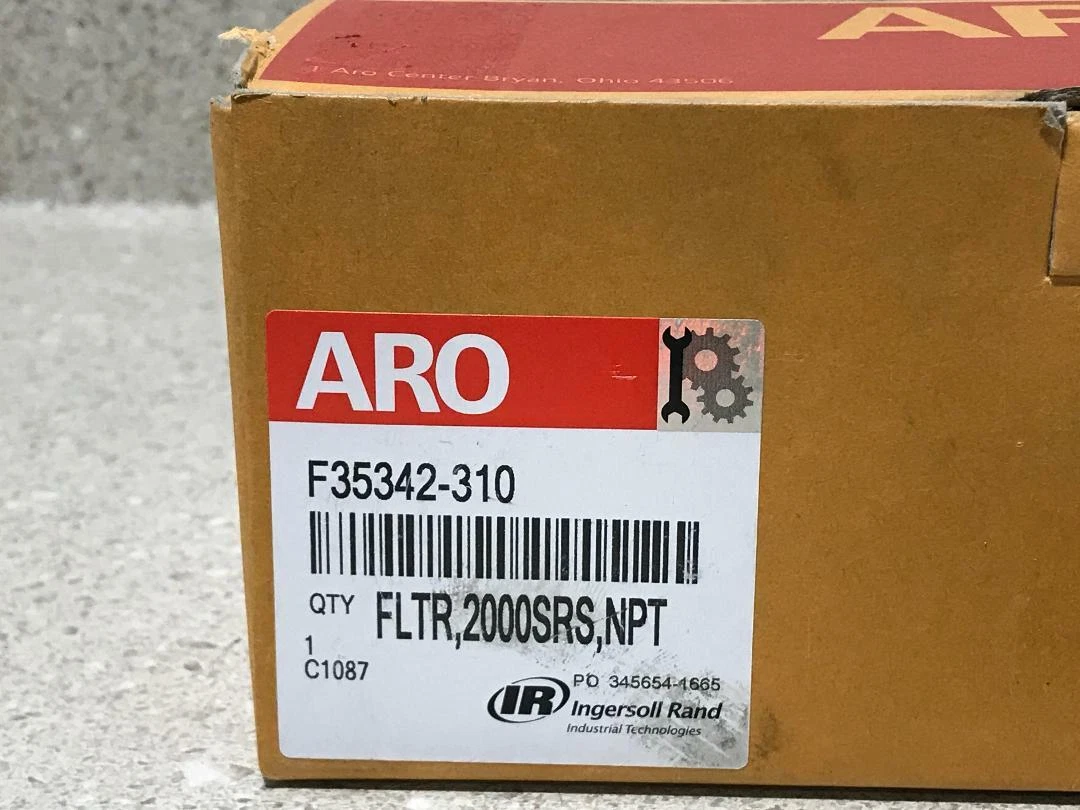 1 Aro Center Bryan, Ohio 43506
ARO
F35342-310
QTY FLTR,2000SRS,NPT
1
C1087
PO 345654-1665
IR Ingersoll Rand
Industrial Technologies